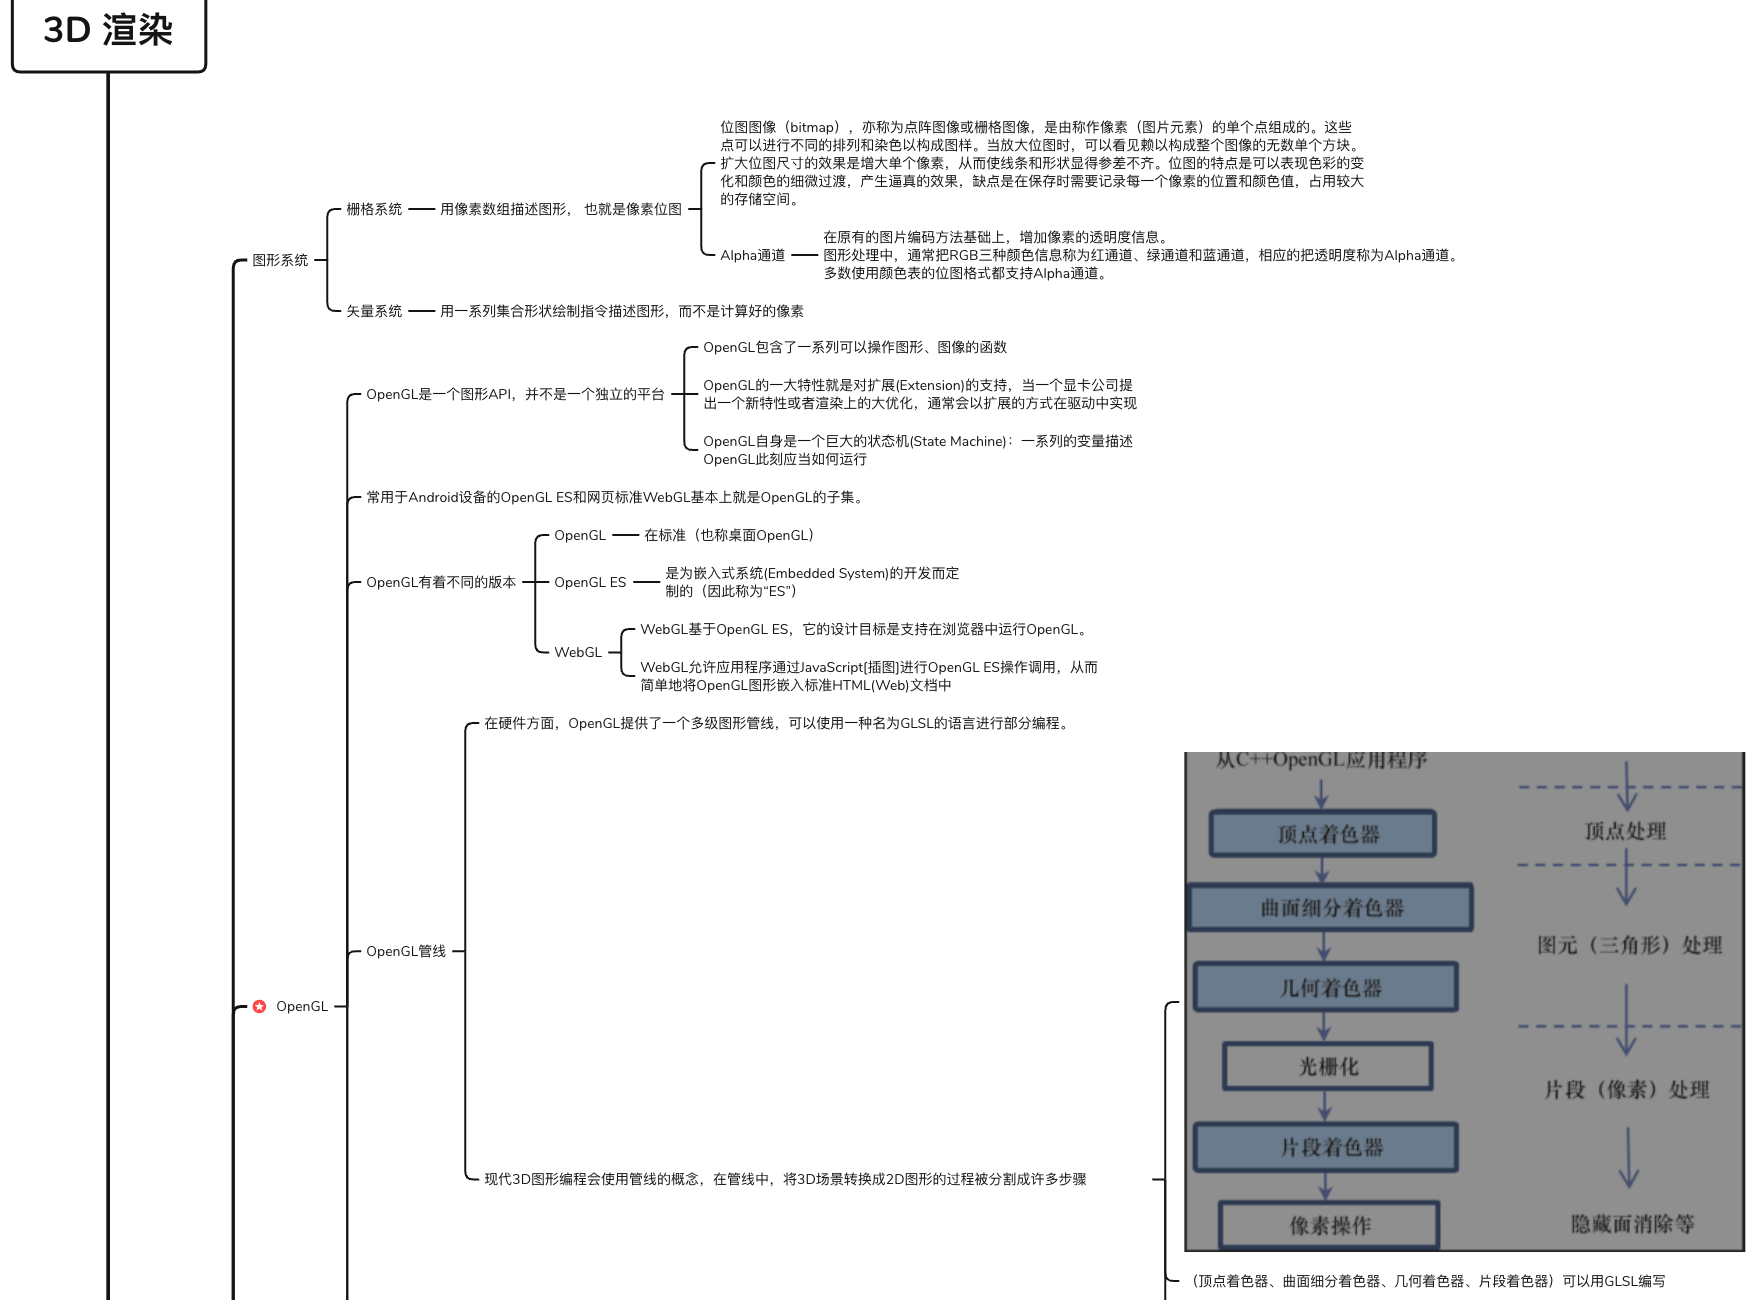 3D 渲染
位图图像（bitmap），亦称为点阵图像或栅格图像，是由称作像素（图片元素）的单个点组成的。这些
点可以进行不同的排列和染色以构成图样。当放大位图时，可以看见赖以构成整个图像的无数单个方块。
扩大位图尺寸的效果是增大单个像素，从而使线条和形状显得参差不齐。位图的特点是可以表现色彩的变
化和颜色的细微过渡，产生逼真的效果，缺点是在保存时需要记录每一个像素的位置和颜色值，占用较大
的存储空间。
栅格系统
用像素数组描述图形， 也就是像素位图
在原有的图片编码方法基础上，增加像素的透明度信息。
Alpha通道
图形处理中，通常把RGB三种颜色信息称为红通道、绿通道和蓝通道，相应的把透明度称为Alpha通道。
多数使用颜色表的位图格式都支持Alpha通道。
图形系统
矢量系统
用一系列集合形状绘制指令描述图形，而不是计算好的像素
OpenGL包含了一系列可以操作图形、图像的函数
OpenGL是一个图形API，并不是一个独立的平台
OpenGL的一大特性就是对扩展(Extension)的支持，当一个显卡公司提
出一个新特性或者渲染上的大优化，通常会以扩展的方式在驱动中实现
OpenGL自身是一个巨大的状态机(State Machine)：一系列的变量描述
OpenGL此刻应当如何运行
常用于Android设备的OpenGL ES和网页标准WebGL基本上就是OpenGL的子集。
OpenGL有着不同的版本
OpenGL
在标准（也称桌面OpenGL）
OpenGL ES
是为嵌入式系统(Embedded System)的开发而定
制的（因此称为“ES”）
WebGL
WebGL基于OpenGL ES，它的设计目标是支持在浏览器中运行OpenGL。
WebGL允许应用程序通过JavaScript[插图]进行OpenGL ES操作调用，从而
简单地将OpenGL图形嵌入标准HTML(Web)文档中
在硬件方面，OpenGL提供了一个多级图形管线，可以使用一种名为GLSL的语言进行部分编程。
OpenGL管线
OpenGL
现代3D图形编程会使用管线的概念，在管线中，将3D场景转换成2D图形的过程被分割成许多步骤
从C++OpenGL应用程序
顶点着色器
曲面细分着色器
几何着色器
光栅化
片段着色器
像素操作
顶点处理
图元（三角形）处理
片段（像素）处理
隐藏面消除等
（顶点着色器、曲面细分着色器、几何着色器、片段着色器）可以用GLSL编写